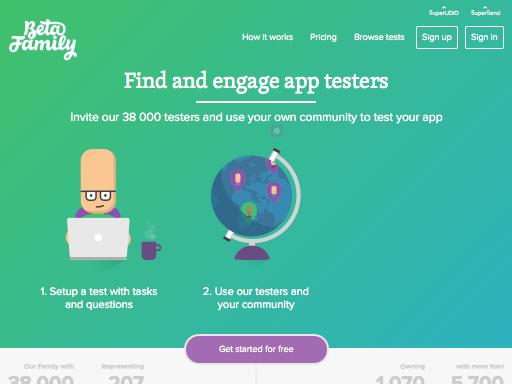 Beta Family
SuperUDID SuperSend
How it works Pricing Browse tests Sign up Sign in
Find and engage app testers
Invite our 38 000 testers and use your own community to test your app
1. Setup a test with tasks
and questions
2. Use our testers and
your community
Get started for free
Our Family with Representing Owning with more than
38 000 207 1 070 5 700